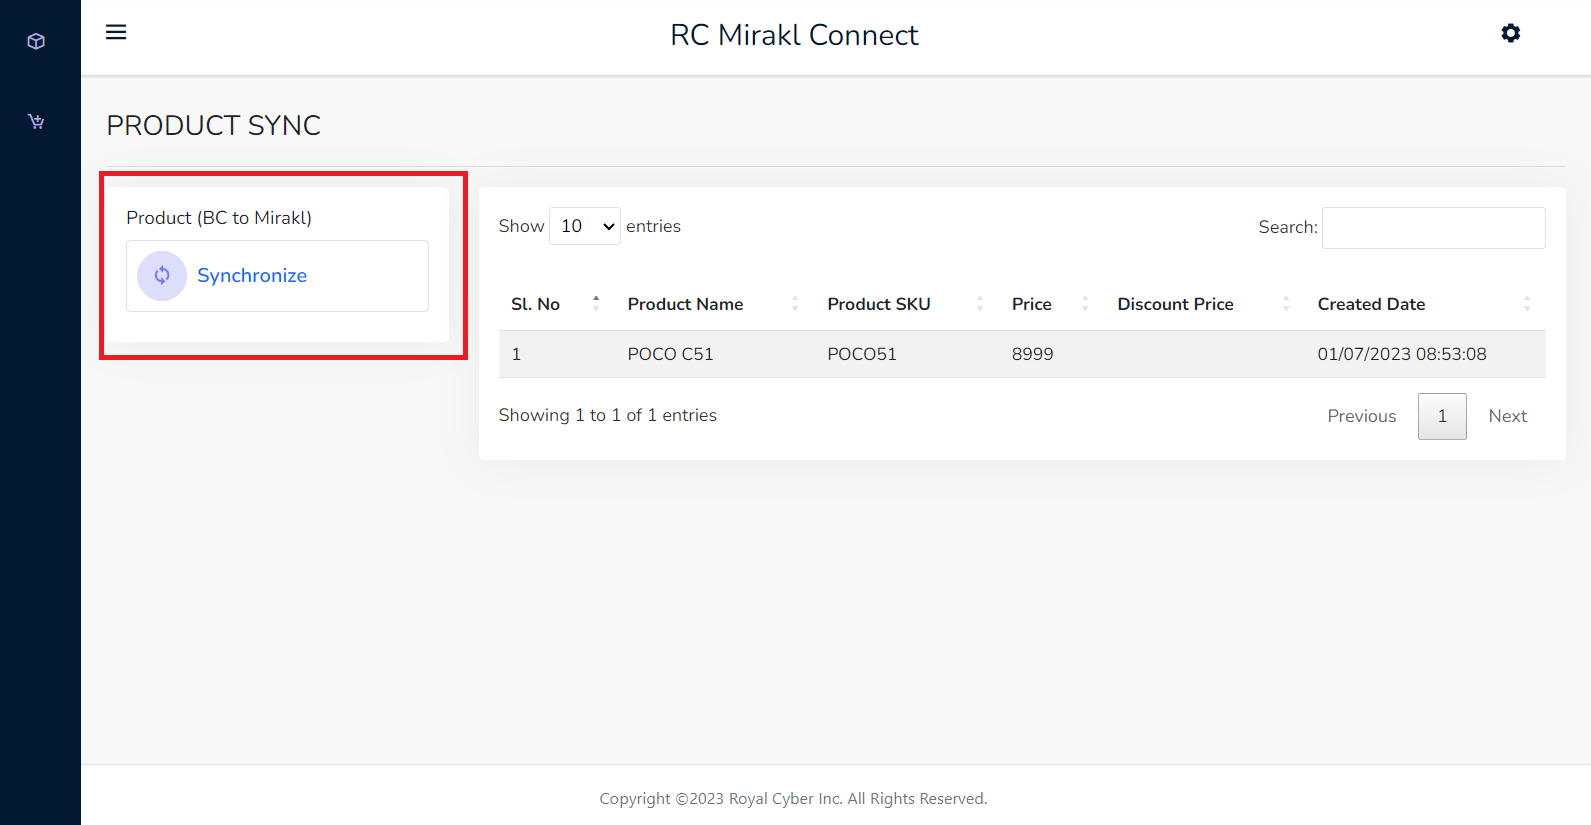 RC Mirakl Connect
PRODUCT SYNC
Product (BC to Mirakl)
Synchronize
Show 10 entries
Search:
Sl. No Product Name Product SKU Price Discount Price Created Date
1 POCO C51 POCO51 8999 01/07/2023 08:53:08
Showing 1 to 1 of 1 entries
Previous 1 Next
Copyright ©2023 Royal Cyber Inc. All Rights Reserved.